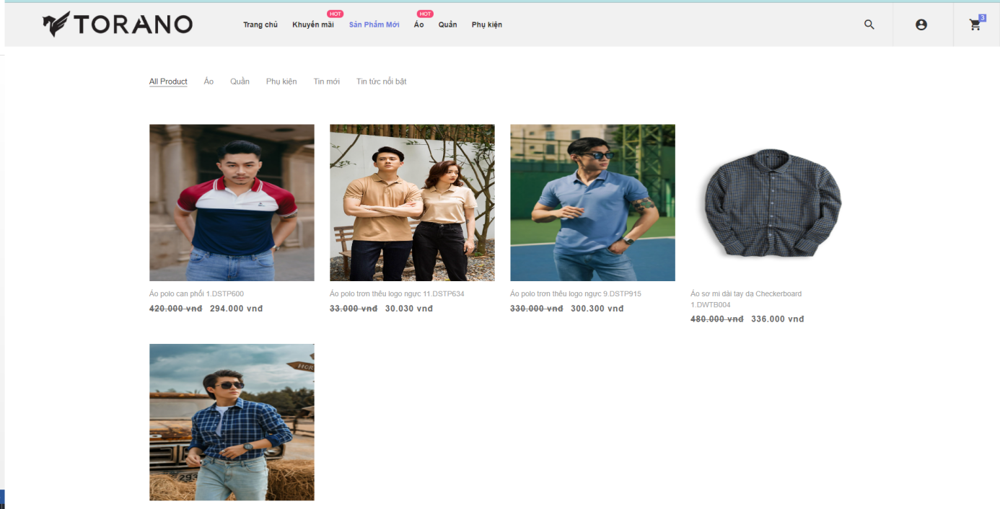 TORANO
Trang chủ
HOT
Khuyến mãi
Sản Phẩm Mới
HOT
Áo
Quần
Phụ kiện
3
All Product
Áo
Quần
Phụ kiện
Tin mới
Tin tức nổi bật
Áo polo can phối 1.DSTP600
420.000 vnđ 294.000 vnđ
Áo polo trơn thêu logo ngực 11.DSTP634
33.000 vnđ 30.030 vnđ
Áo polo trơn thêu logo ngực 9.DSTP915
330.000 vnđ 300.300 vnđ
Áo sơ mi dài tay dạ Checkerboard
1.DWTB004
480.000 vnđ 336.000 vnđ
HOR
293